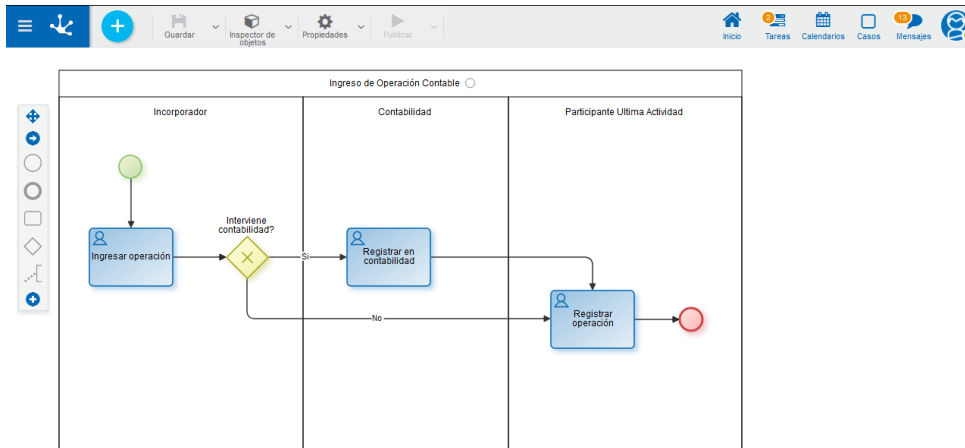 Guardar
Inspector de
objetos
Propiedades
Publicar
Inicio
2
Tareas
Calendarios
Casos
13
Mensajes
Ingreso de Operación Contable
Incorporador
Contabilidad
Participante Ultima Actividad
Interviene
contabilidad?
Ingresar operación
Si
Registrar en
contabilidad
No
Registrar
operación